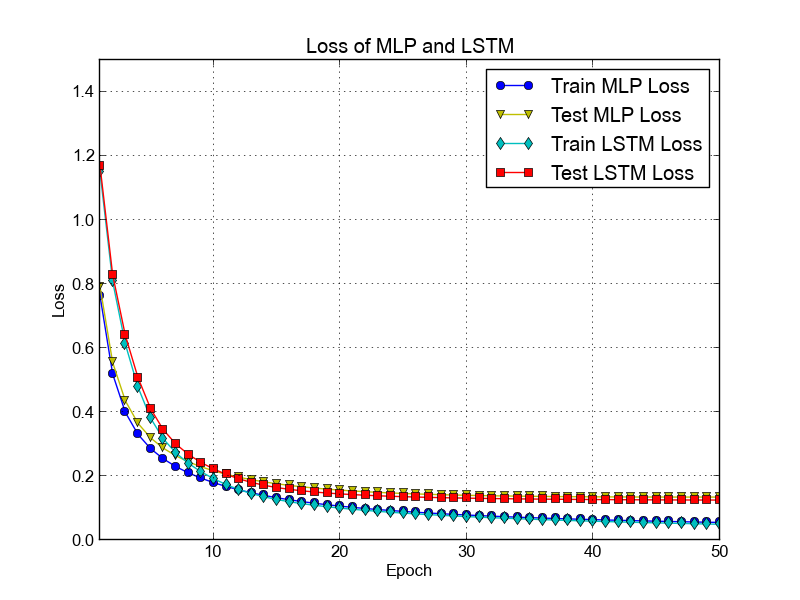 Loss of MLP and LSTM
Train MLP Loss
Test MLP Loss
Train LSTM Loss
Test LSTM Loss
Loss
1.4
1.2
1.0
0.8
0.6
0.4
0.2
0.0
10 20 30 40 50
Epoch